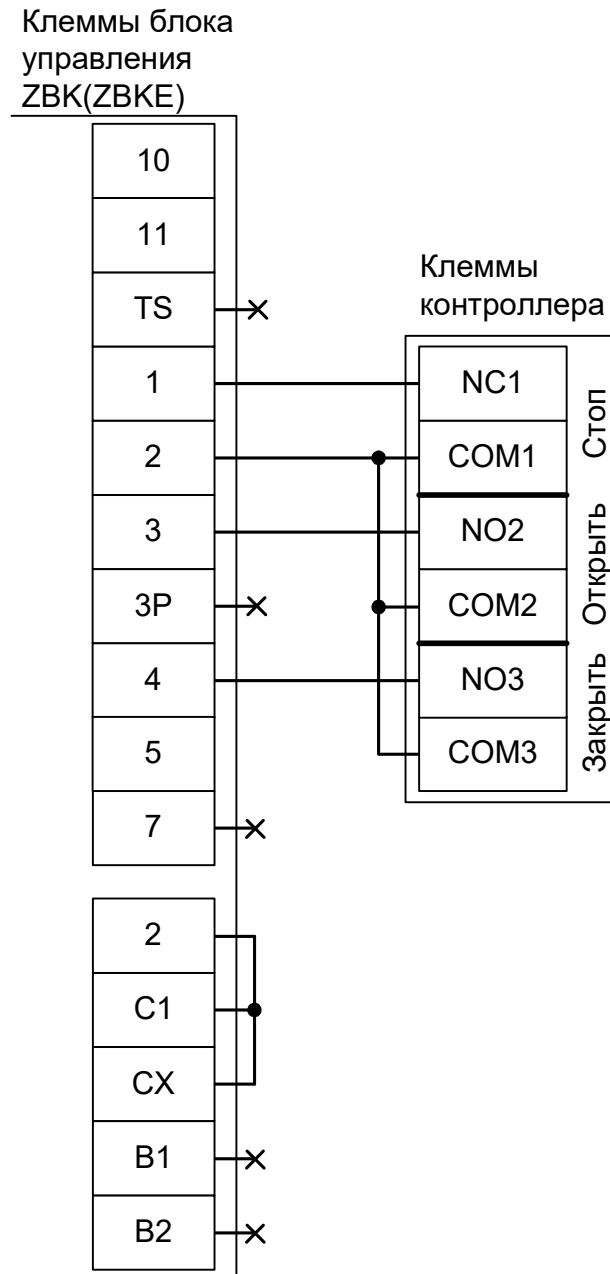 Клеммы блока
управления
ZBK(ZBKE)
10
11
TS
1
2
3
3P
4
5
7
2
C1
CX
B1
B2
Клеммы
контроллера
NC1
COM1
NO2
COM2
NO3
COM3
Стоп
Открыть
Закрыть